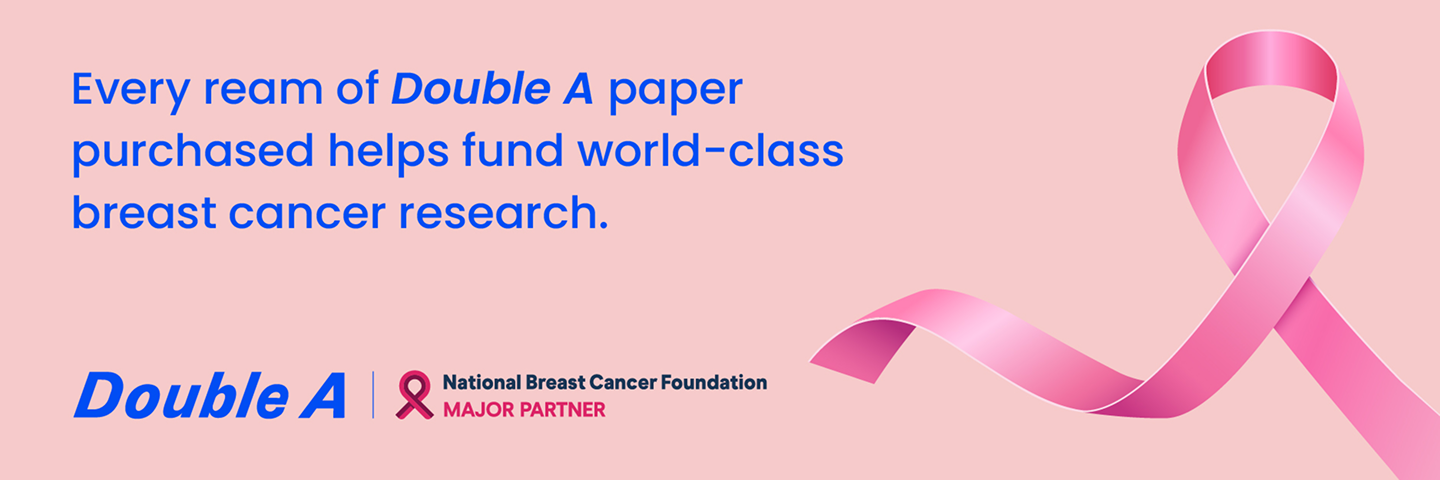 Every ream of Double A paper
purchased helps fund world-class
breast cancer research.
Double A
National Breast Cancer Foundation
MAJOR PARTNER